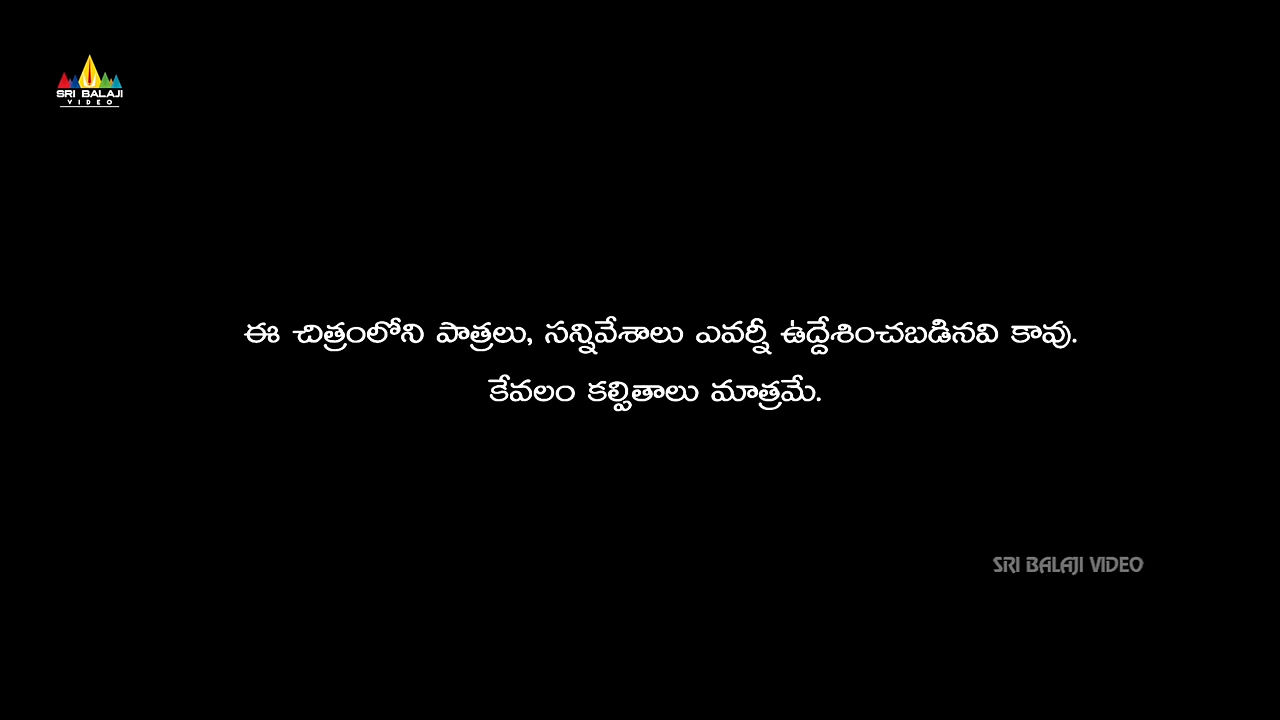 SRI BALAJI
VIDEO
ఈ చిత్రంలోని పాత్రలు, సన్నివేశాలు ఎవర్నీ ఉద్దేశించబడినవి కావు.
కేవలం కల్పితాలు మాత్రమే.
SRI BALAJI VIDEO